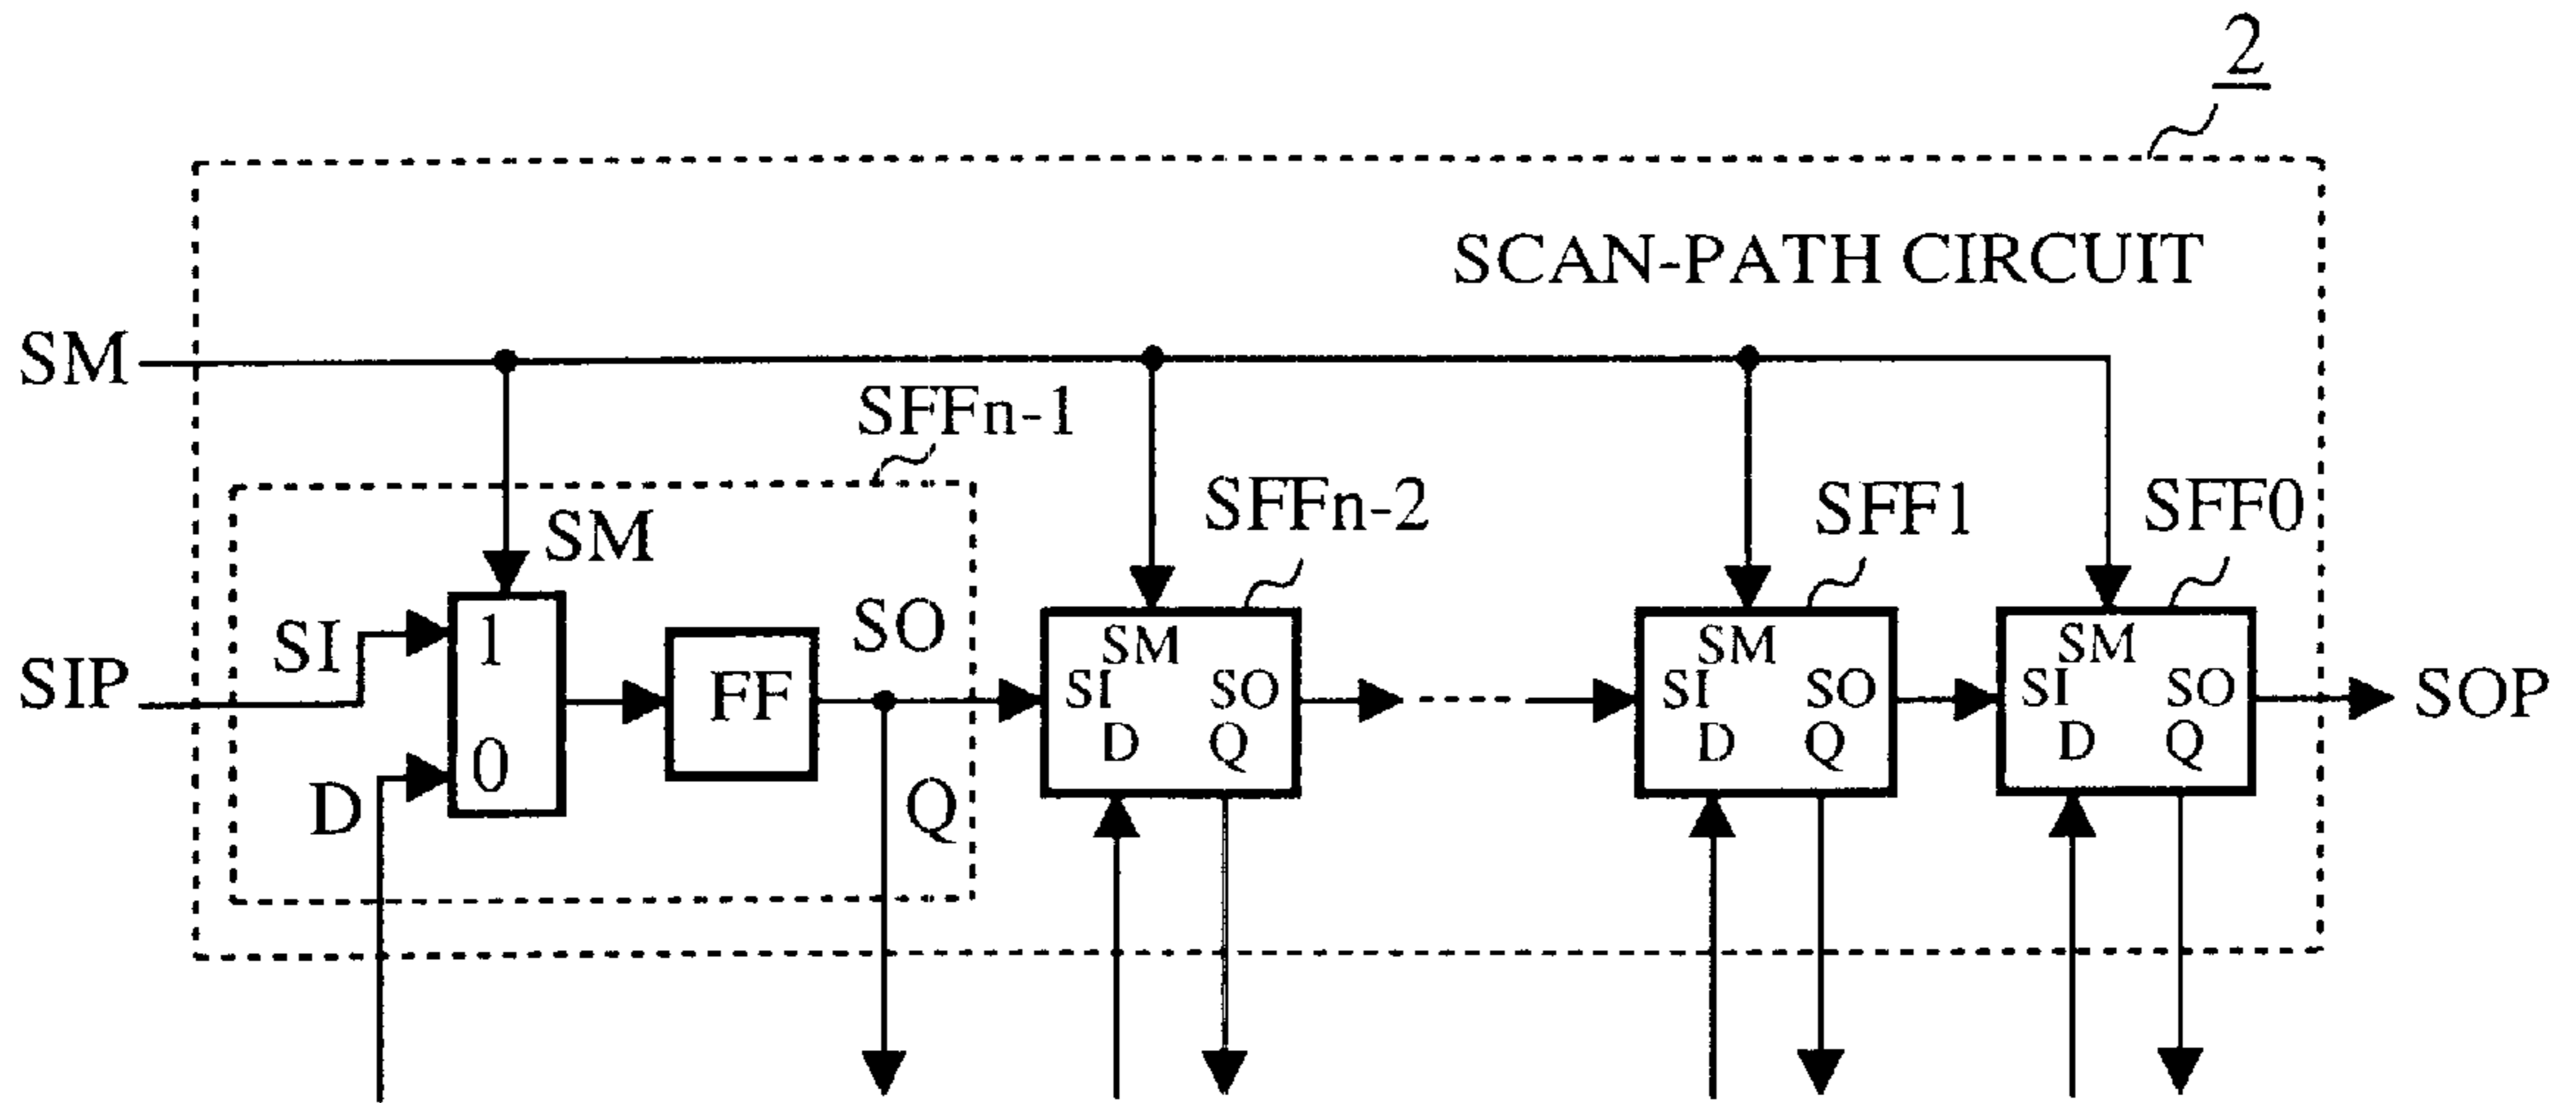 2
SCAN-PATH CIRCUIT
SM
SFFn-1
SFFn-2
SFF1
SFF0
SM
SI
1
0
D
FF
SO
Q
SIP
SM
SI
SO
D
Q
SM
SI
SO
D
Q
SM
SI
SO
D
Q
SOP